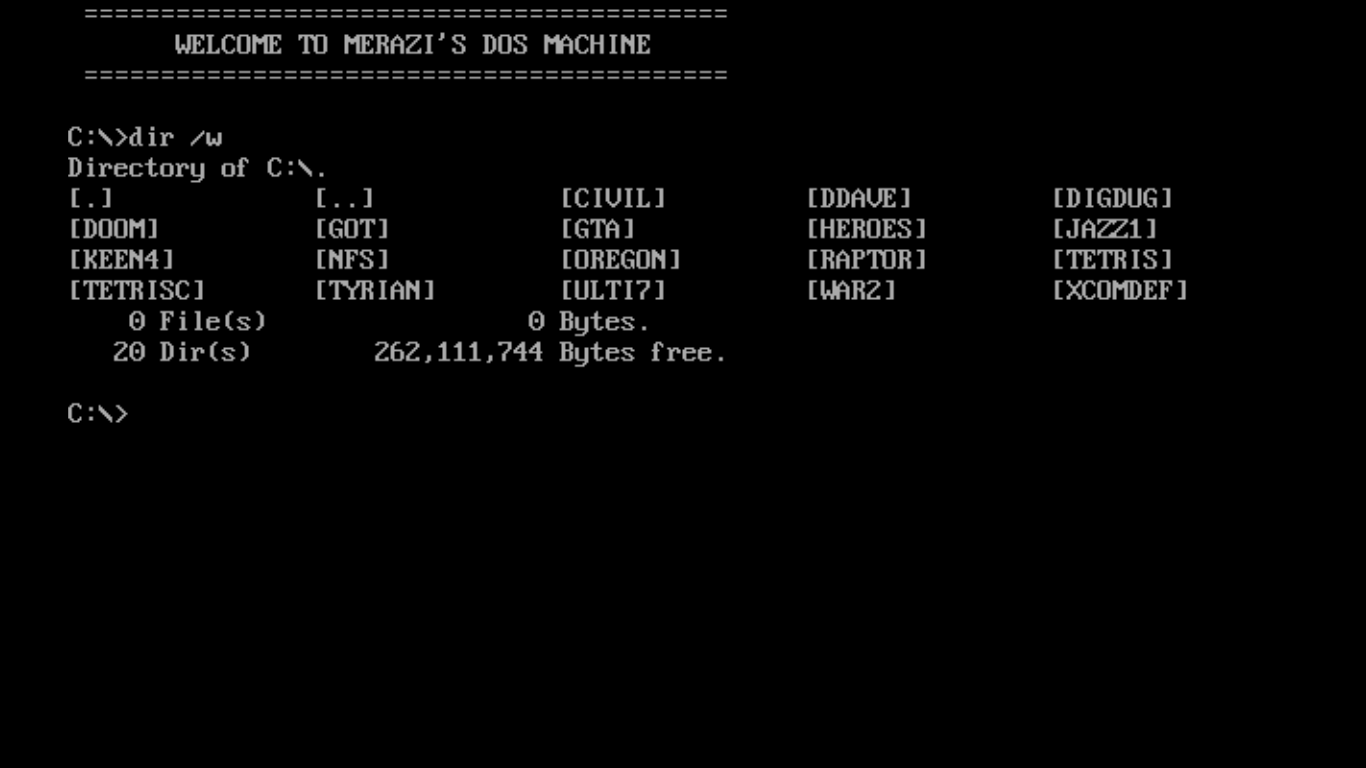 ==========================================
WELCOME TO MERAZI'S DOS MACHINE
==========================================
C:\>dir /w
Directory of C:\.
[.] [..] [CIVIL] [DDAVE] [DIGDUG]
[DOOM] [GOT] [GTA] [HEROES] [JAZZ1]
[KEEN4] [NFS] [OREGON] [RAPTOR] [TETRIS]
[TETRISC] [TYRIAN] [ULTI7] [WAR2] [XCOMDEF]
0 File(s) 0 Bytes.
20 Dir(s) 262,111,744 Bytes free.
C:\>